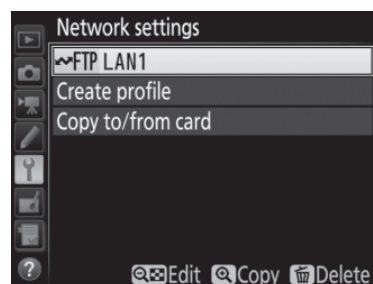 Network settings
FTP LAN1
Create profile
Copy to/from card
Edit Copy Delete
?